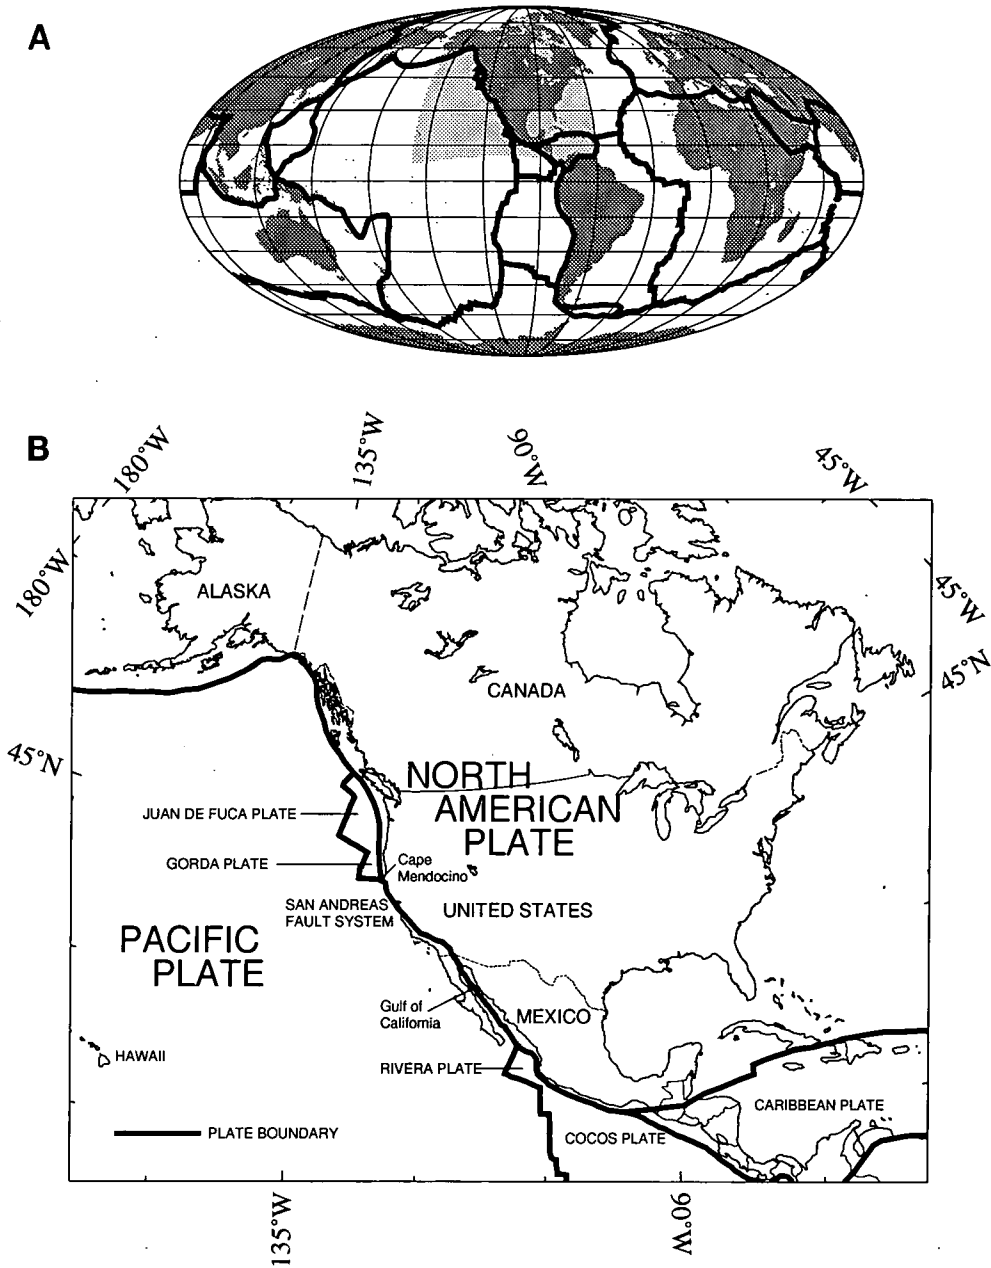 A
B
180°W
135°W
90°W
45°W
180°W
45°W
45°N
45°N
ALASKA
CANADA
NORTH
AMERICAN
PLATE
JUAN DE FUCA PLATE
GORDA PLATE
Cape
Mendocino
SAN ANDREAS
FAULT SYSTEM
UNITED STATES
PACIFIC
PLATE
Gulf of
California
MEXICO
HAWAII
RIVERA PLATE
CARIBBEAN PLATE
PLATE BOUNDARY
COCOS PLATE
135°W
90°W